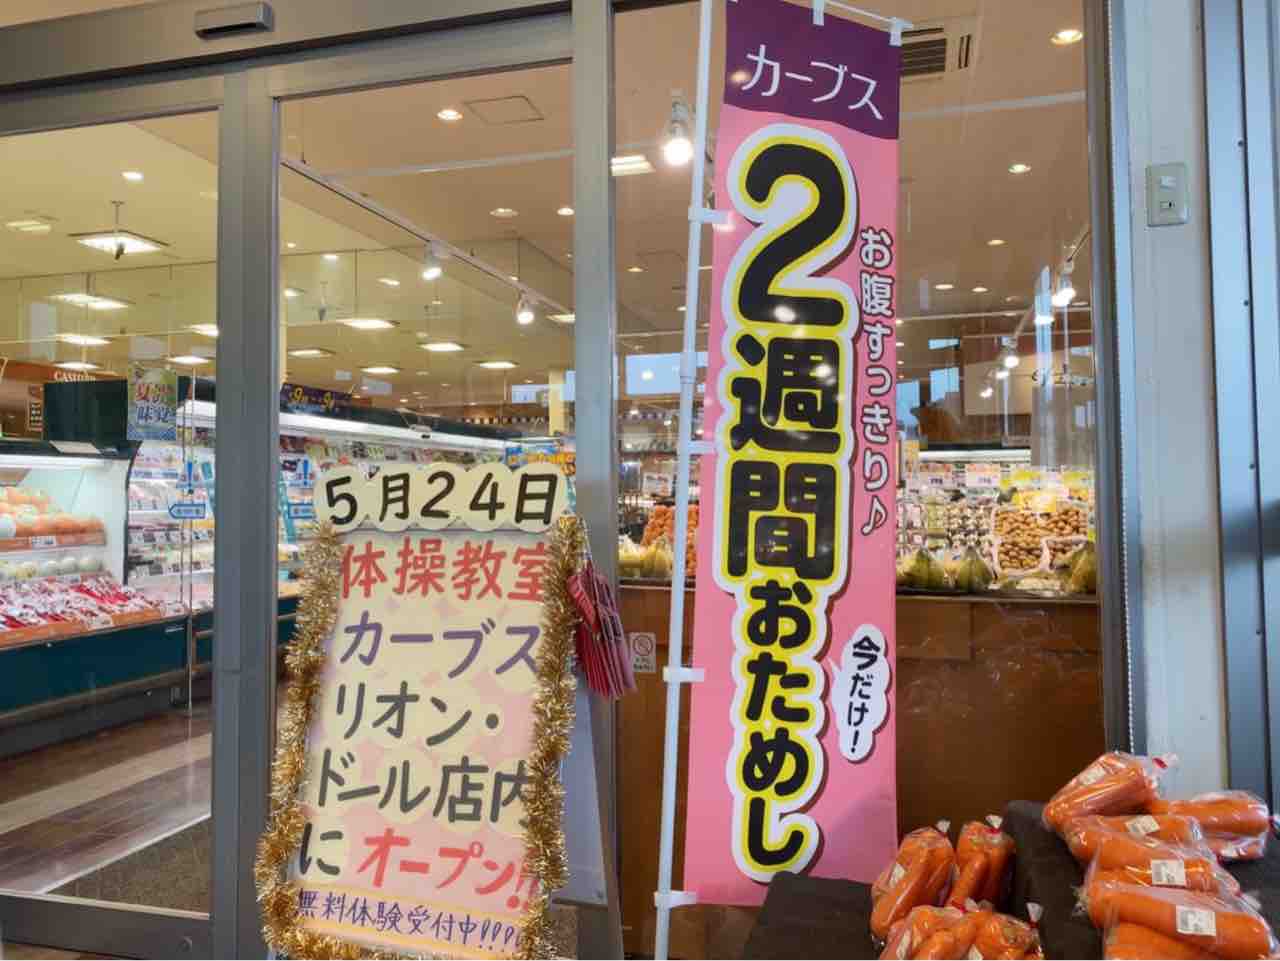 カーブス
2週間おためし
お腹すっきり♪
今だけ！
5月24日
体操教室
カーブス
リオン・
ドール店内
に オープン!!
無料体験受付中!!!!